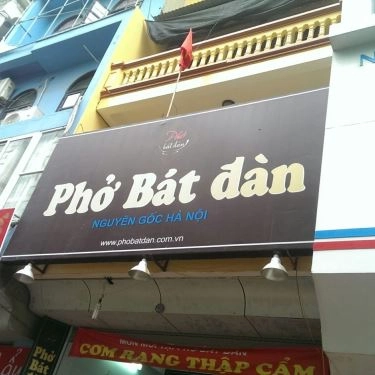 Phở
bát đàn
Phở Bát đàn
NGUYÊN GỐC HÀ NỘI
www.phobatdan.com.vn
CƠM RANG THẬP CẨM
Phở
Bát